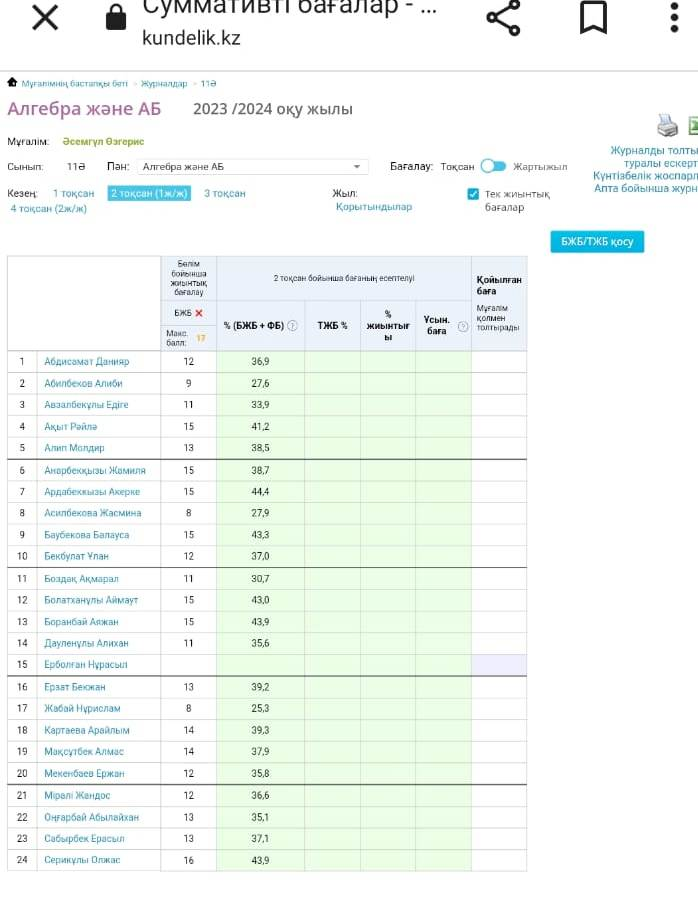 Суммативті бағалар - ...
kundelik.kz
Мұғалімнің бастапқы беті - Журналдар - 11Ә
Алгебра және АБ 2023 /2024 оқу жылы
Мұғалім: Әсемгүл Өзгерис
Сынып: 11Ә Пән: Алгебра және АБ Бағалау: Тоқсан Жартыжыл
Кезең: 1 тоқсан 2 тоқсан (1ж/ж) 3 тоқсан
4 тоқсан (2ж/ж)
Жыл:
Қорытындылар
Тек жиынтық
бағалар
Журналды толты
туралы ескерт
Күнтізбелік жоспарл
Апта бойынша журн
БЖБ/ТЖБ қосу
Бөлім
бойынша
жиынтық
бағалау
2 тоқсан бойынша бағаның есептелуі
Қойылған
баға
БЖБ
Макс.
балл: 17
% (БЖБ + ФБ) ?
ТЖБ %
%
жиынтығ
ы
Ұсын.
баға ?
Мұғалім
қолмен
толтырады
1 Абдисамат Данияр 12 36,9
2 Абилбеков Алиби 9 27,6
3 Авзалбекұлы Едіге 11 33,9
4 Ақыт Рәйлә 15 41,2
5 Алип Молдир 13 38,5
6 Анарбекқызы Жамиля 15 38,7
7 Ардабеккызы Акерке 15 44,4
8 Асилбекова Жасмина 8 27,9
9 Баубекова Балауса 15 43,3
10 Бекбулат Ұлан 12 37,0
11 Боздақ Ақмарал 11 30,7
12 Болатханұлы Аймаут 15 43,0
13 Боранбай Аяжан 15 43,9
14 Дауленұлы Алихан 11 35,6
15 Ерболған Нұрасыл
16 Ерзат Бекжан 13 39,2
17 Жабай Нұрислам 8 25,3
18 Картаева Арайлым 14 39,3
19 Мақсұтбек Алмас 14 37,9
20 Мекенбаев Ержан 12 35,8
21 Міралі Жандос 12 36,6
22 Оңғарбай Абылайхан 13 35,1
23 Сабырбек Ерасыл 13 37,1
24 Серикұлы Олжас 16 43,9